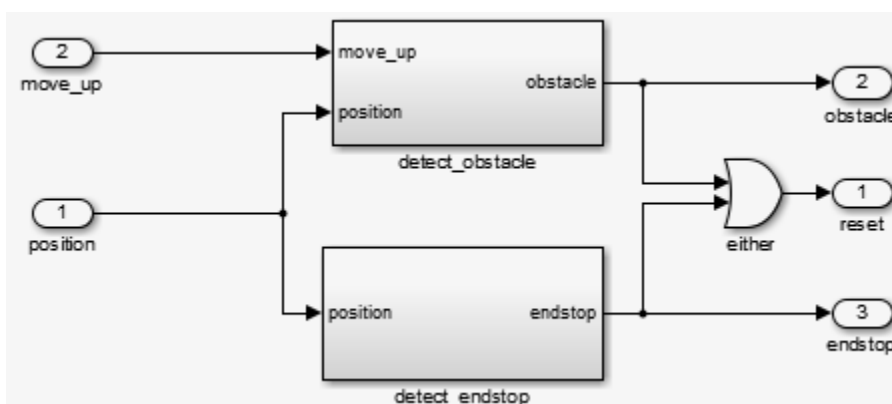 2
move_up
move_up
obstacle
2
obstacle
position
detect_obstacle
1
position
1
reset
either
position
endstop
3
endstop
detect_endstop